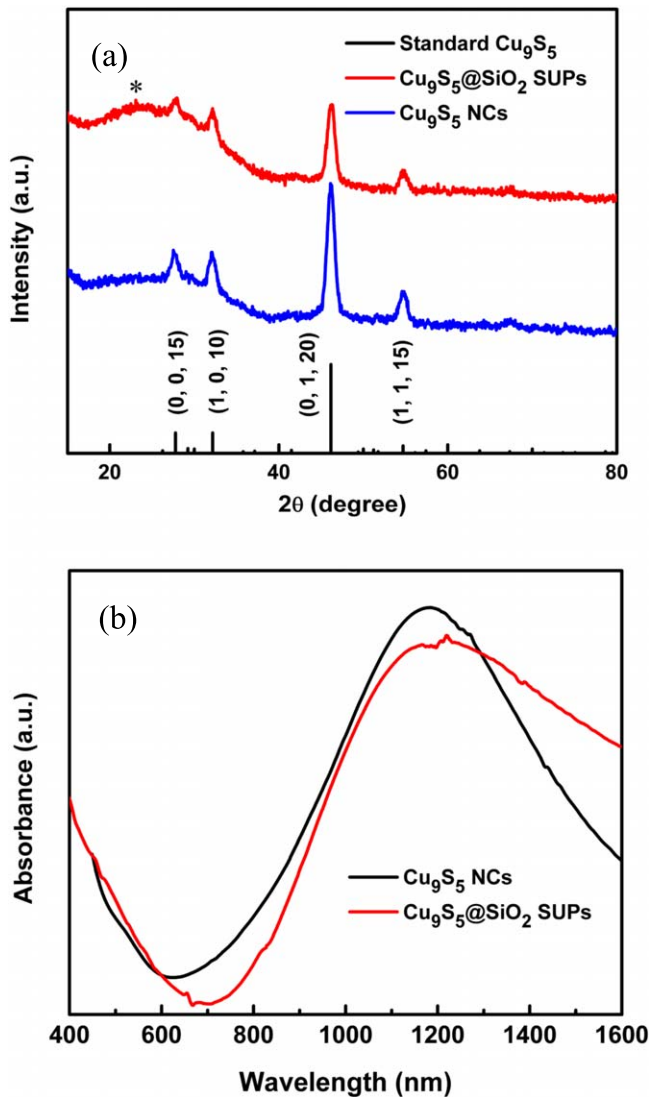 (a)
Standard Cu₉S₅
Cu₉S₅@SiO₂ SUPs
Cu₉S₅ NCs
*
Intensity (a.u.)
(0, 0, 15)
(1, 0, 10)
(0, 1, 20)
(1, 1, 15)
20 40 60 80
2θ (degree)
(b)
Absorbance (a.u.)
Cu₉S₅ NCs
Cu₉S₅@SiO₂ SUPs
400 600 800 1000 1200 1400 1600
Wavelength (nm)